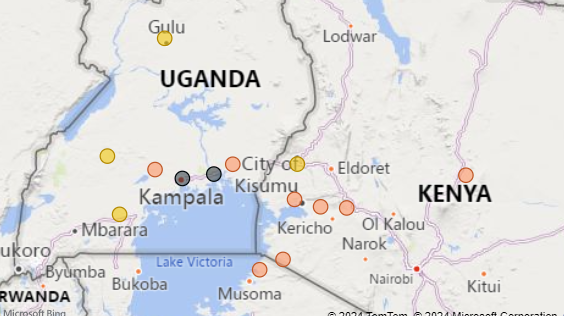 Gulu
Lodwar
UGANDA
City of
Kisumu
Eldoret
Kampala
KENYA
Mbarara
Kericho
Ol Kalou
Narok
ukoro
Lake Victoria
Byumba
Bukoba
Nairobi
Kitui
RWANDA
Musoma
Microsoft Bing
© 2024 TomTom, © 2024 Microsoft Corporation,